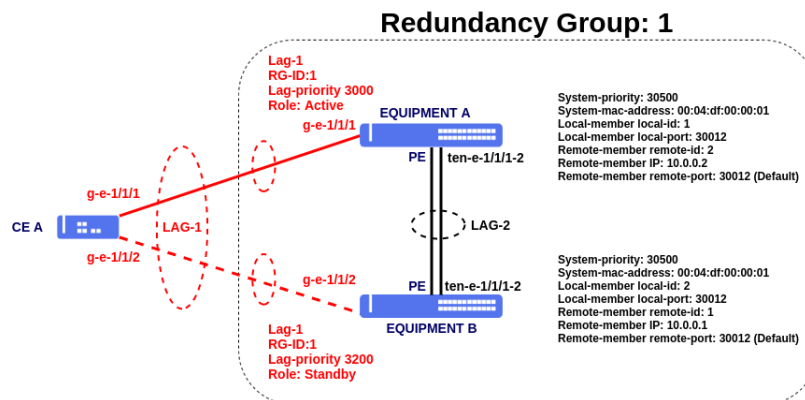 Redundancy Group: 1
Lag-1
RG-ID:1
Lag-priority 3000
Role: Active
EQUIPMENT A
g-e-1/1/1
PE
ten-e-1/1/1-2
System-priority: 30500
System-mac-address: 00:04:df:00:00:01
Local-member local-id: 1
Local-member local-port: 30012
Remote-member remote-id: 2
Remote-member IP: 10.0.0.2
Remote-member remote-port: 30012 (Default)
g-e-1/1/1
CE A
LAG-1
g-e-1/1/2
LAG-2
g-e-1/1/2
PE
ten-e-1/1/1-2
EQUIPMENT B
Lag-1
RG-ID:1
Lag-priority 3200
Role: Standby
System-priority: 30500
System-mac-address: 00:04:df:00:00:01
Local-member local-id: 2
Local-member local-port: 30012
Remote-member remote-id: 1
Remote-member IP: 10.0.0.1
Remote-member remote-port: 30012 (Default)